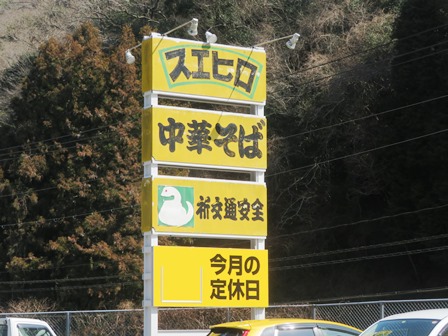 スエヒロ
中華そば
祈交通安全
今月の
定休日